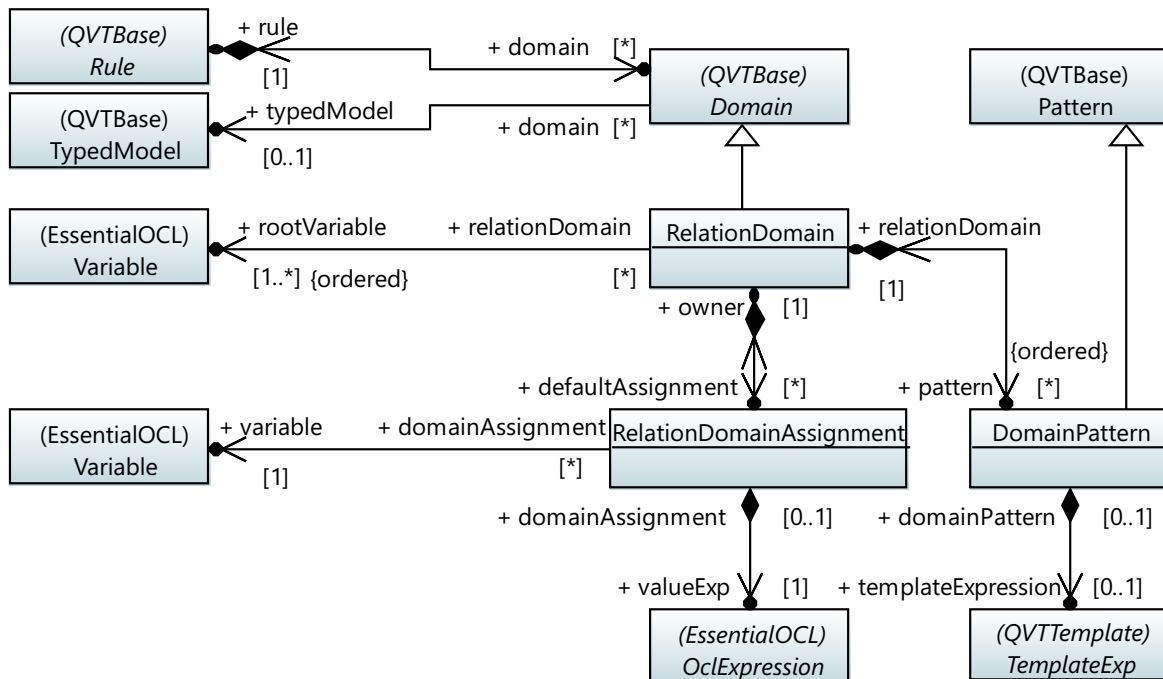 (QVTBase)
Rule
+ rule
[1]
+ domain [*]
(QVTBase)
Domain
(QVTBase)
Pattern
(QVTBase)
TypedModel
+ typedModel
[0..1]
+ domain [*]
(EssentialOCL)
Variable
+ rootVariable
[1..*] {ordered}
+ relationDomain
[*]
RelationDomain
+ relationDomain
[1]
+ owner [1]
{ordered}
+ defaultAssignment [*]
+ pattern [*]
(EssentialOCL)
Variable
+ variable
[1]
+ domainAssignment
[*]
RelationDomainAssignment
DomainPattern
+ domainAssignment [0..1]
+ domainPattern [0..1]
+ valueExp [1]
+ templateExpression [0..1]
(EssentialOCL)
OclExpression
(QVTTemplate)
TemplateExp